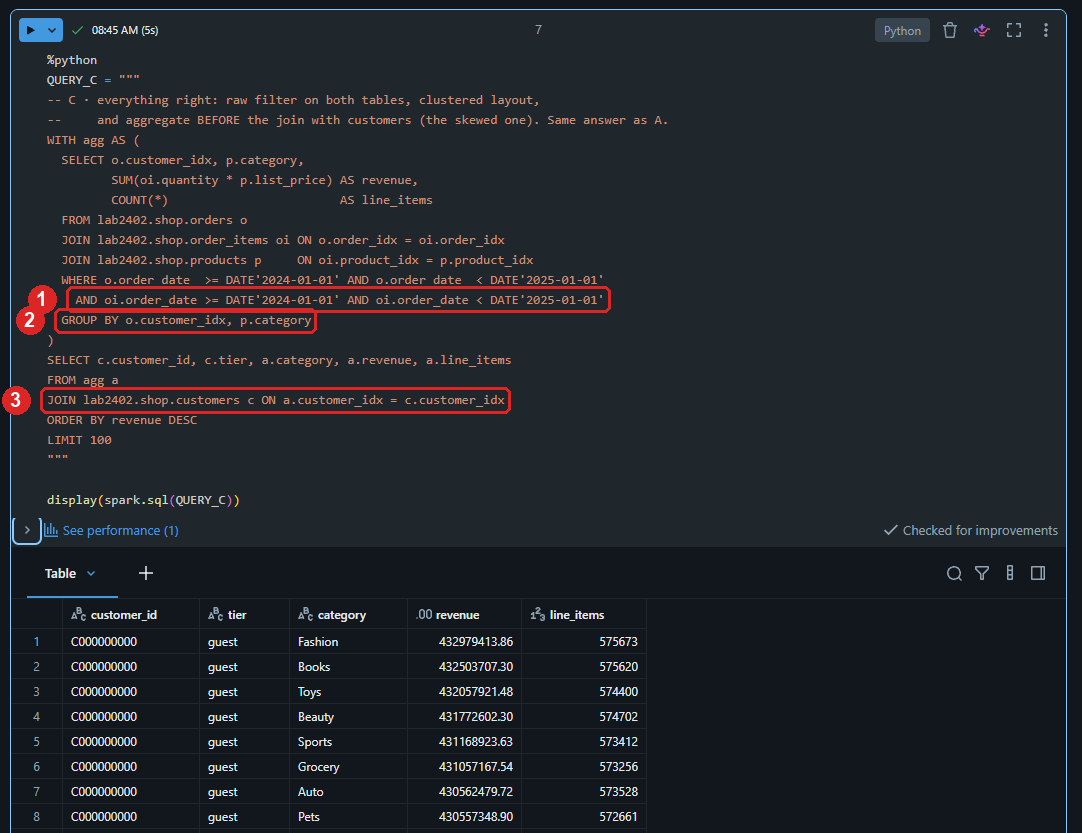 08:45 AM (5s)
7
Python
%python
QUERY_C = """
-- C · everything right: raw filter on both tables, clustered layout,
--     and aggregate BEFORE the join with customers (the skewed one). Same answer as A.
WITH agg AS (
  SELECT o.customer_idx, p.category,
         SUM(oi.quantity * p.list_price) AS revenue,
         COUNT(*)                        AS line_items
  FROM lab2402.shop.orders o
  JOIN lab2402.shop.order_items oi ON o.order_idx = oi.order_idx
  JOIN lab2402.shop.products p     ON oi.product_idx = p.product_idx
  WHERE o.order_date  >= DATE'2024-01-01' AND o.order_date  < DATE'2025-01-01'
1 AND oi.order_date >= DATE'2024-01-01' AND oi.order_date < DATE'2025-01-01'
2 GROUP BY o.customer_idx, p.category
)
SELECT c.customer_id, c.tier, a.category, a.revenue, a.line_items
FROM agg a
3 JOIN lab2402.shop.customers c ON a.customer_idx = c.customer_idx
ORDER BY revenue DESC
LIMIT 100
"""
display(spark.sql(QUERY_C))
See performance (1)
Checked for improvements
Table
customer_id tier category .00 revenue 123 line_items
1 C000000000 guest Fashion 432979413.86 575673
2 C000000000 guest Books 432503707.30 575620
3 C000000000 guest Toys 432057921.48 574400
4 C000000000 guest Beauty 431772602.30 574702
5 C000000000 guest Sports 431168923.63 573412
6 C000000000 guest Grocery 431057167.54 573256
7 C000000000 guest Auto 430562479.72 573528
8 C000000000 guest Pets 430557348.90 572661